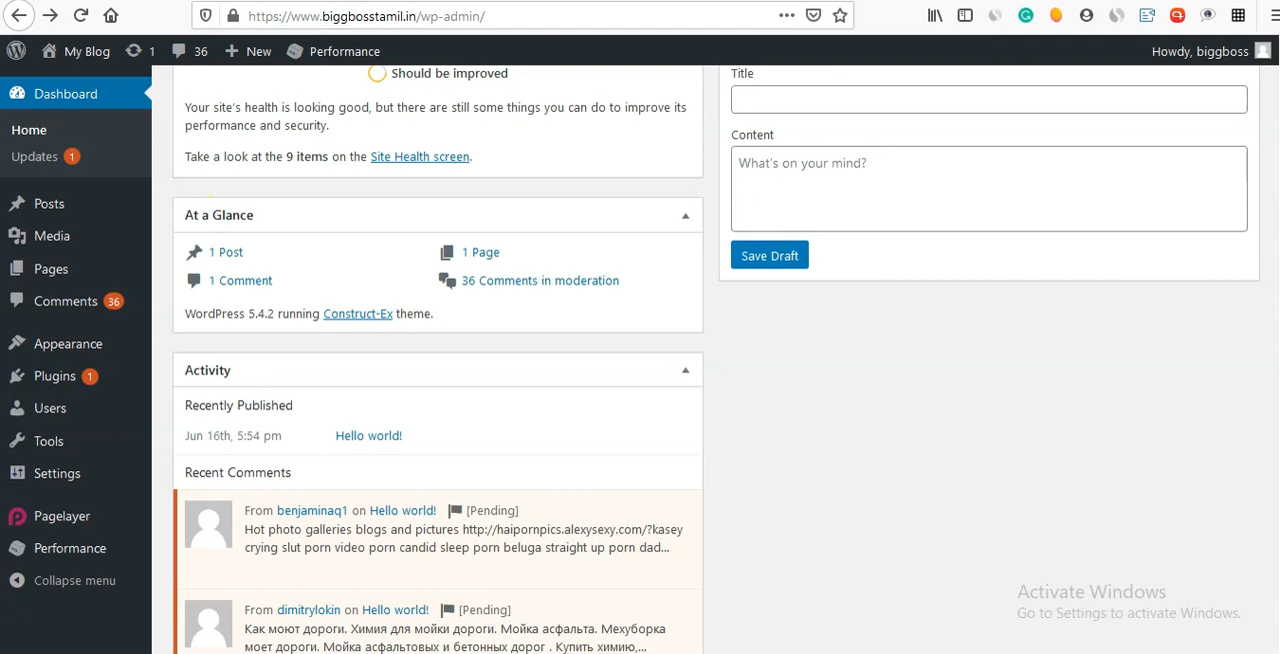 https://www.biggbosstamil.in/wp-admin/
My Blog 1 36 New Performance Howdy, biggboss
Dashboard
Home
Updates 1
Posts
Media
Pages
Comments 36
Appearance
Plugins 1
Users
Tools
Settings
Pagelayer
Performance
Collapse menu
Should be improved
Your site's health is looking good, but there are still some things you can do to improve its
performance and security.
Take a look at the 9 items on the Site Health screen.
At a Glance
1 Post 1 Page
1 Comment 36 Comments in moderation
WordPress 5.4.2 running Construct-Ex theme.
Activity
Recently Published
Jun 16th, 5:54 pm Hello world!
Recent Comments
From benjaminaq1 on Hello world! [Pending]
Hot photo galleries blogs and pictures http://haipornpics.alexysexy.com/?kasey
crying slut porn video porn candid sleep porn beluga straight up porn dad...
From dimitrylokin on Hello world! [Pending]
Как моют дороги. Химия для мойки дороги. Мойка асфальта. Мехуборка
моет дороги. Мойка асфальтовых и бетонных дорог . Купить химию,...
Title
Content
What's on your mind?
Save Draft
Activate Windows
Go to Settings to activate Windows.